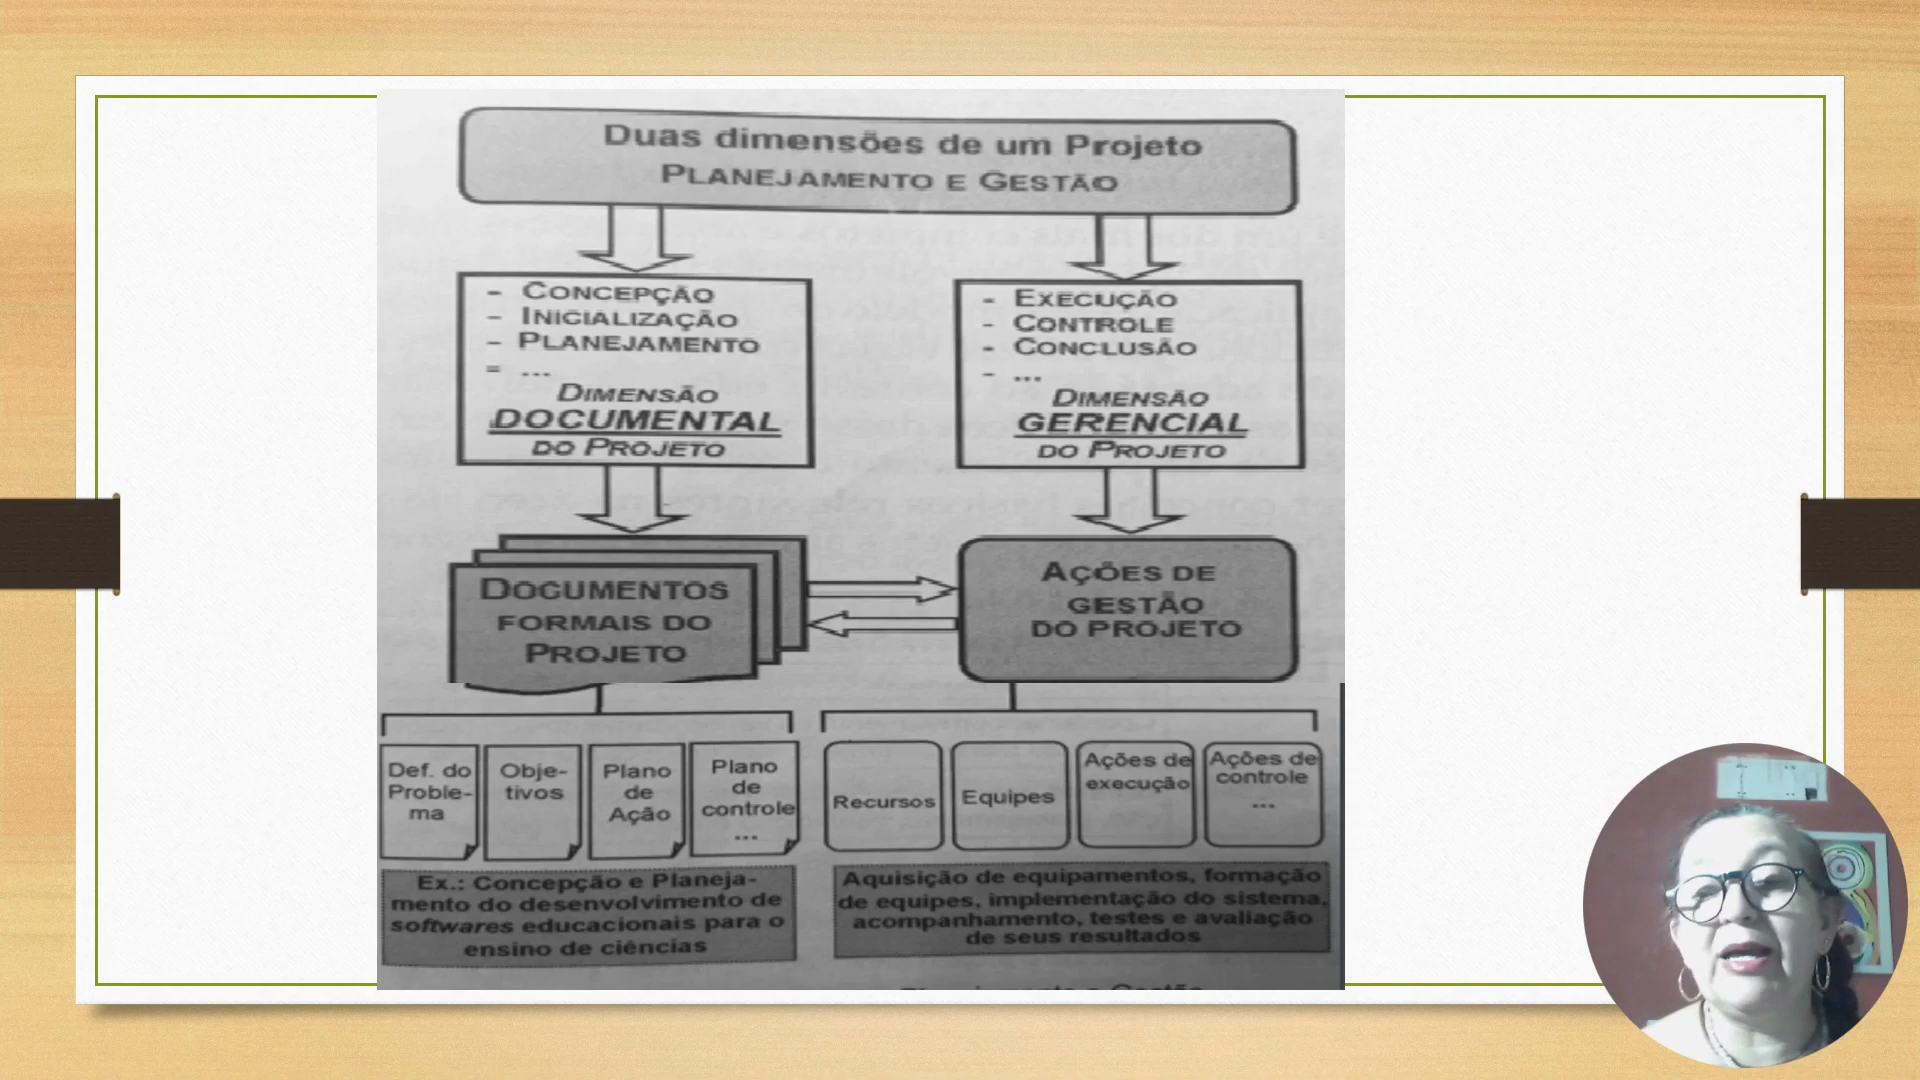 Duas dimensões de um Projeto
PLANEJAMENTO E GESTÃO
- CONCEPÇÃO
- INICIALIZAÇÃO
- PLANEJAMENTO
- ...
DIMENSÃO
DOCUMENTAL
DO PROJETO
- EXECUÇÃO
- CONTROLE
- CONCLUSÃO
- ...
DIMENSÃO
GERENCIAL
DO PROJETO
DOCUMENTOS
FORMAIS DO
PROJETO
AÇÕES DE
GESTÃO
DO PROJETO
Def. do
Proble-
ma
Obje-
tivos
Plano
de
Ação
Plano
de
controle
...
Recursos
Equipes
Ações de
execução
Ações de
controle
...
Ex.: Concepção e Planeja-
mento do desenvolvimento de
softwares educacionais para o
ensino de ciências
Aquisição de equipamentos, formação
de equipes, implementação do sistema,
acompanhamento, testes e avaliação
de seus resultados